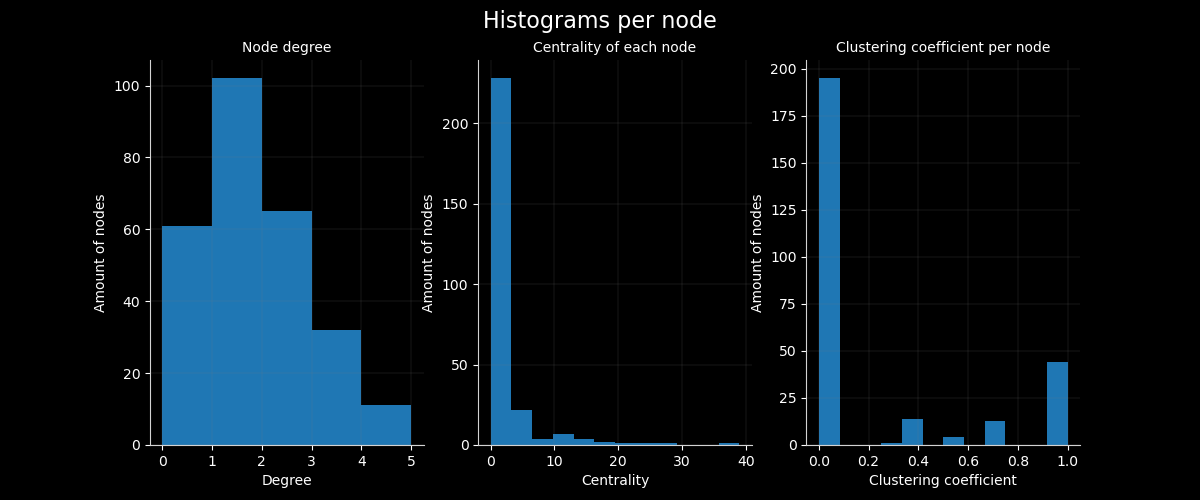 Histograms per node
Node degree
Amount of nodes
100
80
60
40
20
0
0 1 2 3 4 5
Degree
Centrality of each node
Amount of nodes
200
150
100
50
0
0 10 20 30 40
Centrality
Clustering coefficient per node
Amount of nodes
200
175
150
125
100
75
50
25
0
0.0 0.2 0.4 0.6 0.8 1.0
Clustering coefficient